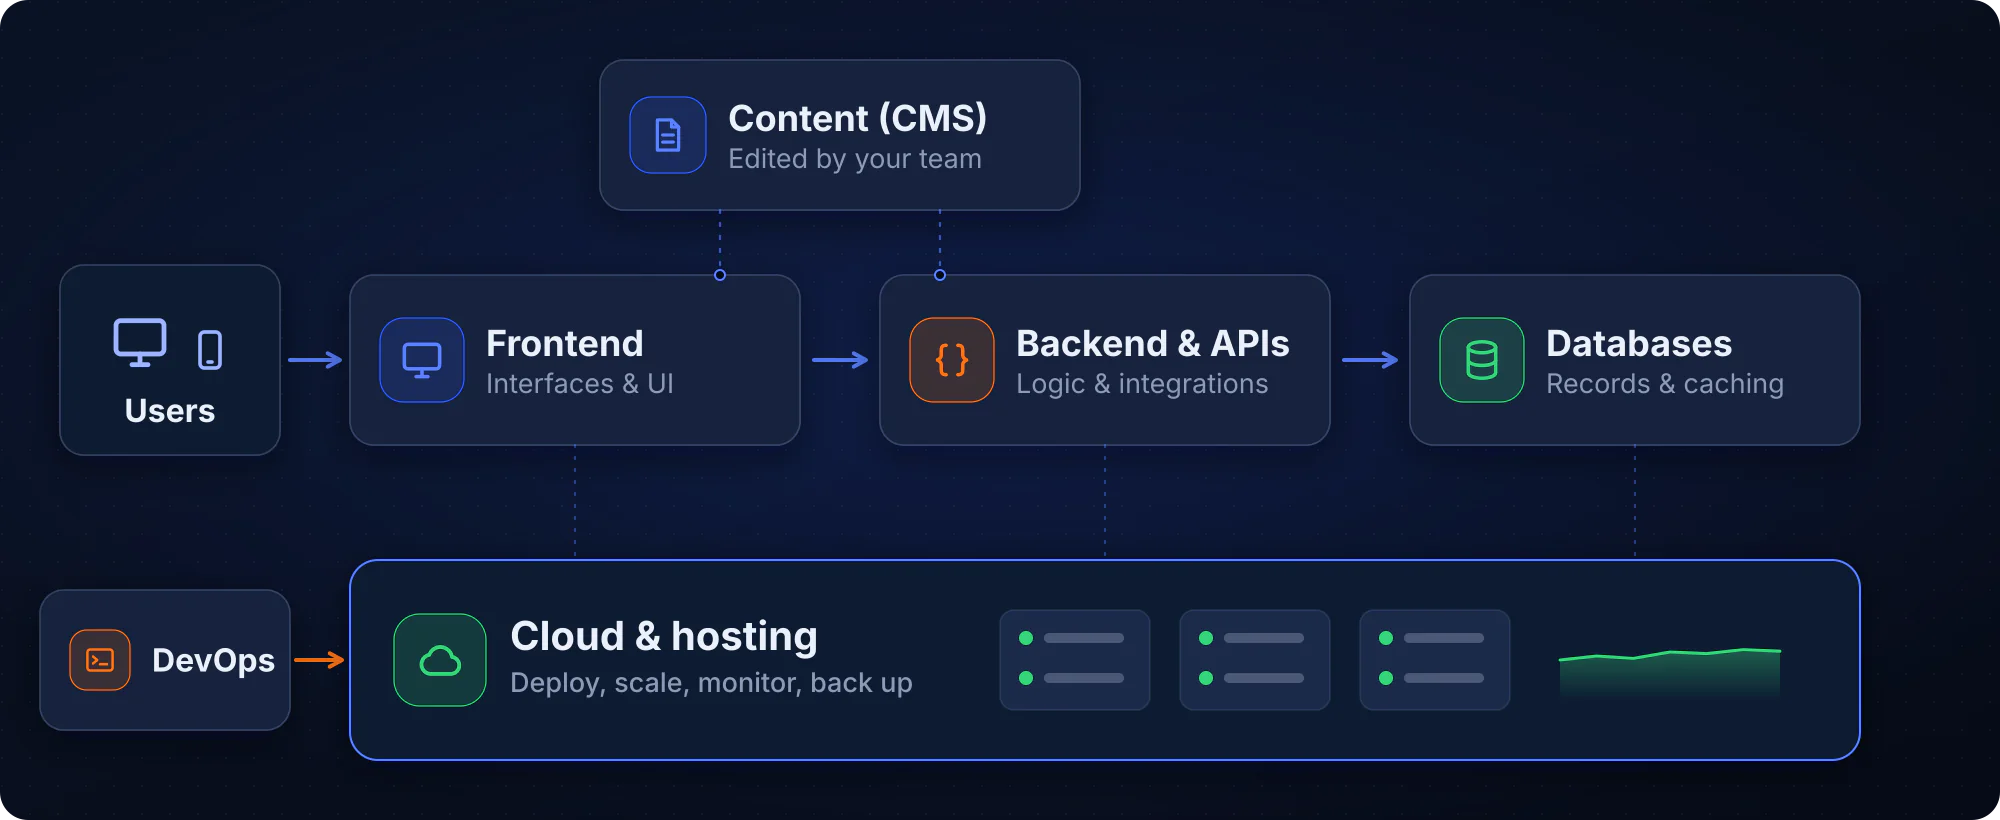 Content (CMS)
Edited by your team
Users
Frontend
Interfaces & UI
Backend & APIs
Logic & integrations
Databases
Records & caching
DevOps
Cloud & hosting
Deploy, scale, monitor, back up